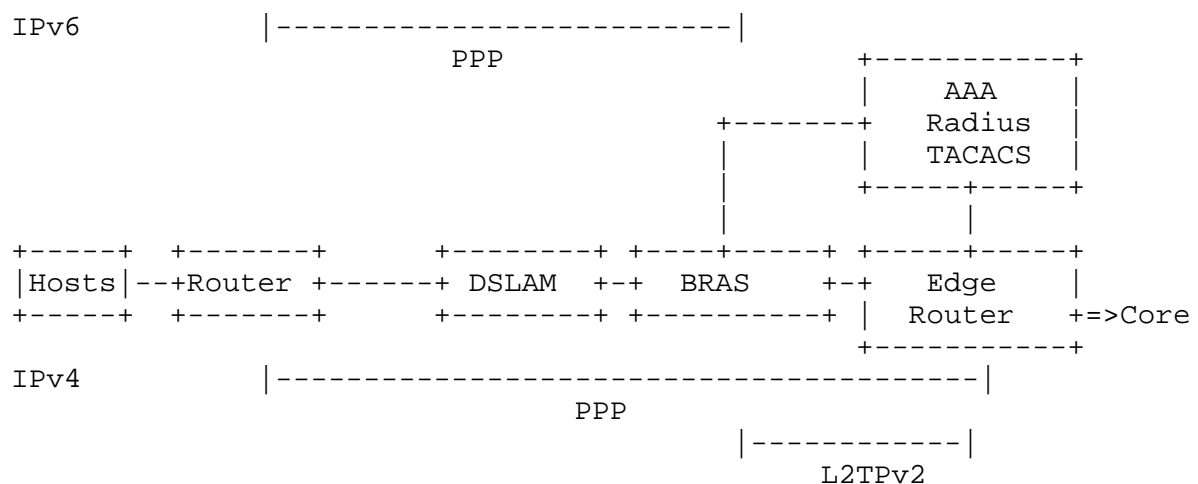 IPv6 |--------------------------|
PPP +-----------+
| AAA |
+-------+ Radius |
| | TACACS |
| +-----+-----+
| |
+-----+ +-------+ +--------+ +----+-----+ +-----+-----+
|Hosts|--+Router +------+ DSLAM +-+ BRAS +-+ Edge |
+-----+ +-------+ +--------+ +----------+ | Router +=>Core
+-----------+
IPv4 |----------------------------------------|
PPP
|------------|
L2TPv2